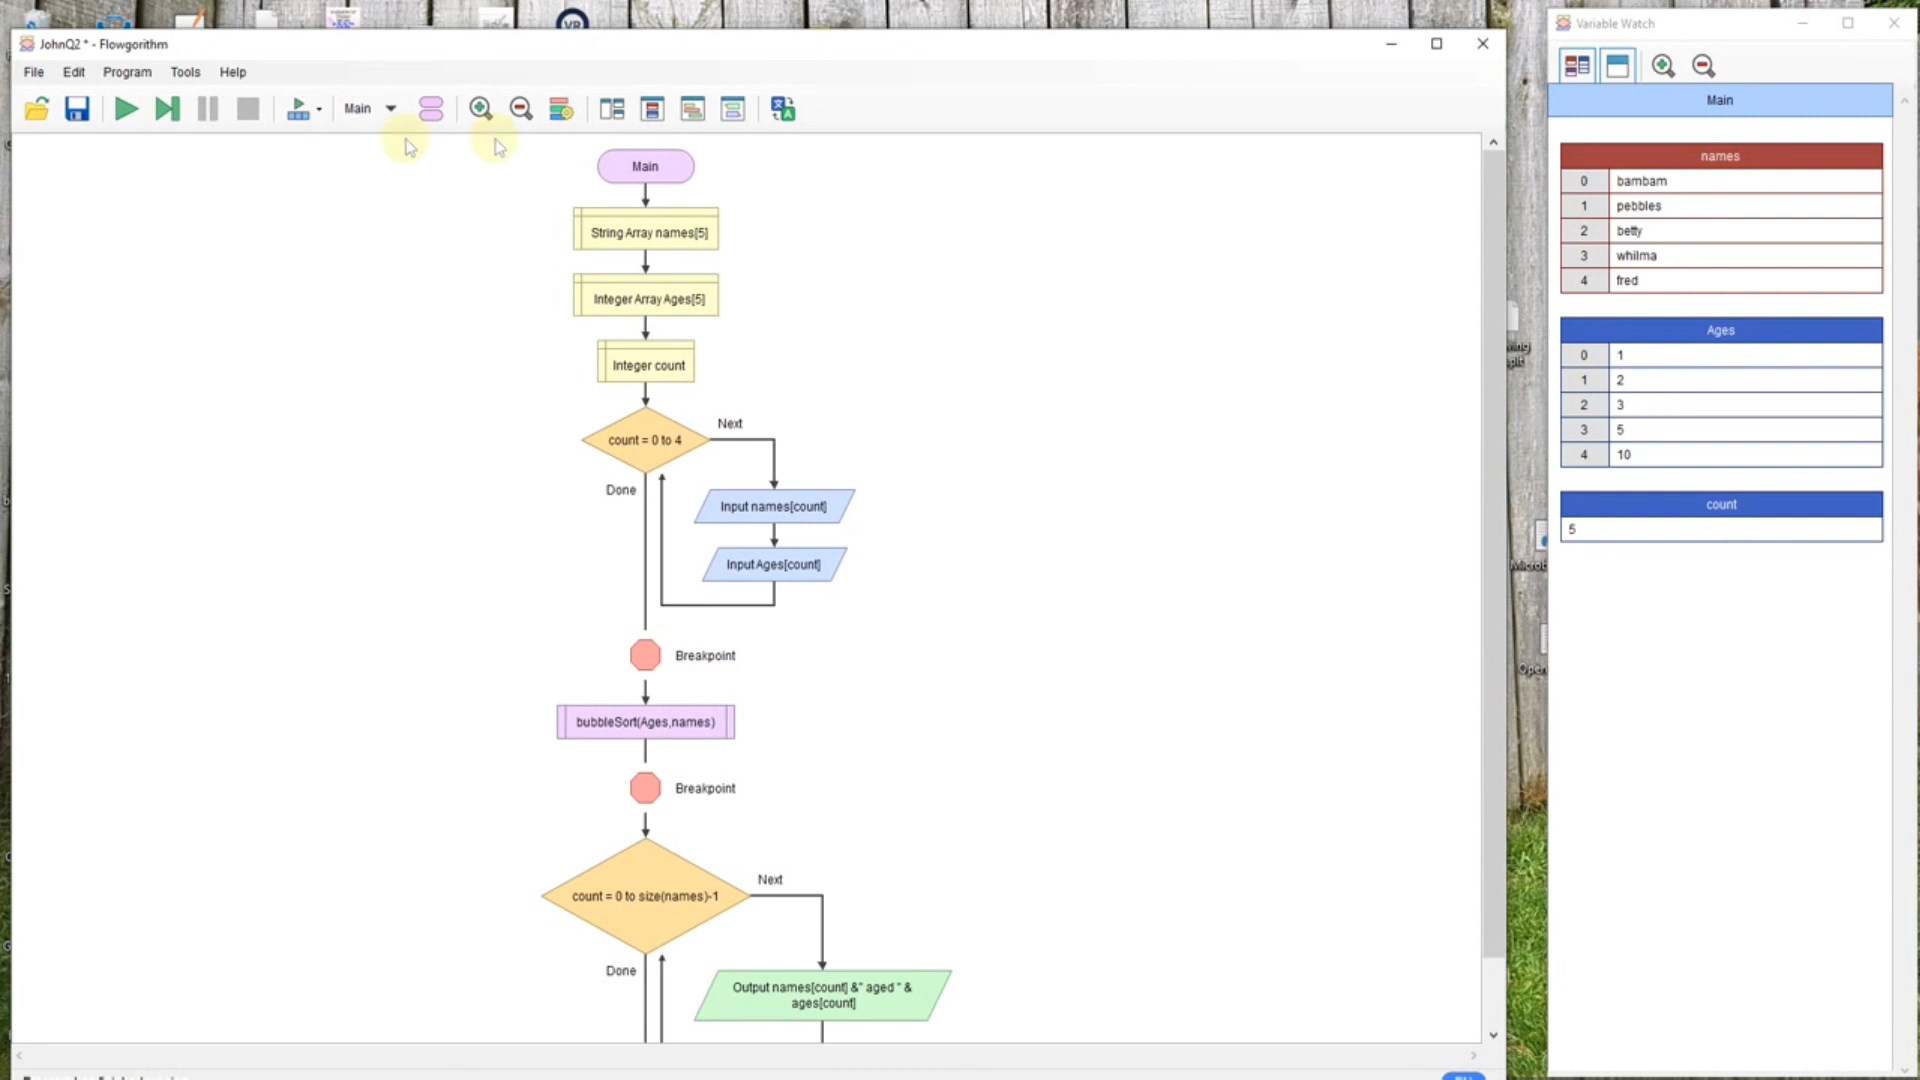 JohnQ2 * - Flowgorithm
File Edit Program Tools Help
Main
Main
String Array names[5]
Integer Array Ages[5]
Integer count
count = 0 to 4
Next
Done
Input names[count]
Input Ages[count]
Breakpoint
bubbleSort(Ages,names)
Breakpoint
count = 0 to size(names)-1
Next
Done
Output names[count] &" aged " &
ages[count]
Variable Watch
Main
names
0 bambam
1 pebbles
2 betty
3 whilma
4 fred
Ages
0 1
1 2
2 3
3 5
4 10
count
5
VR